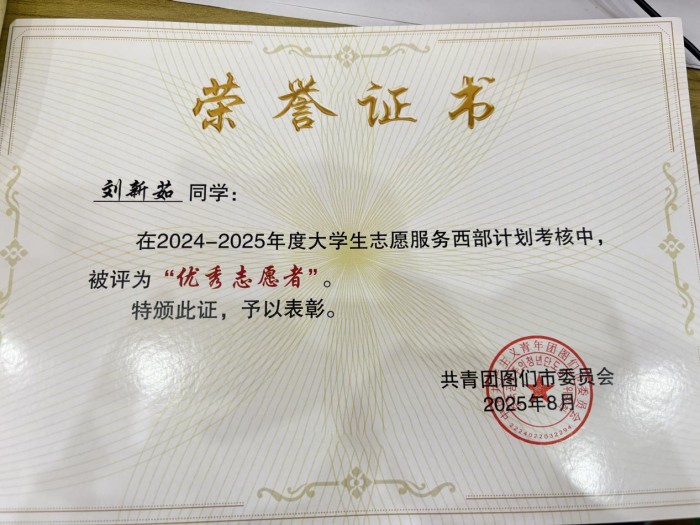 荣誉证书
刘新茹 同学：
在2024-2025年度大学生志愿服务西部计划考核中，
被评为“优秀志愿者”。
特颁此证，予以表彰。
共青团图们市委员会
2025年8月